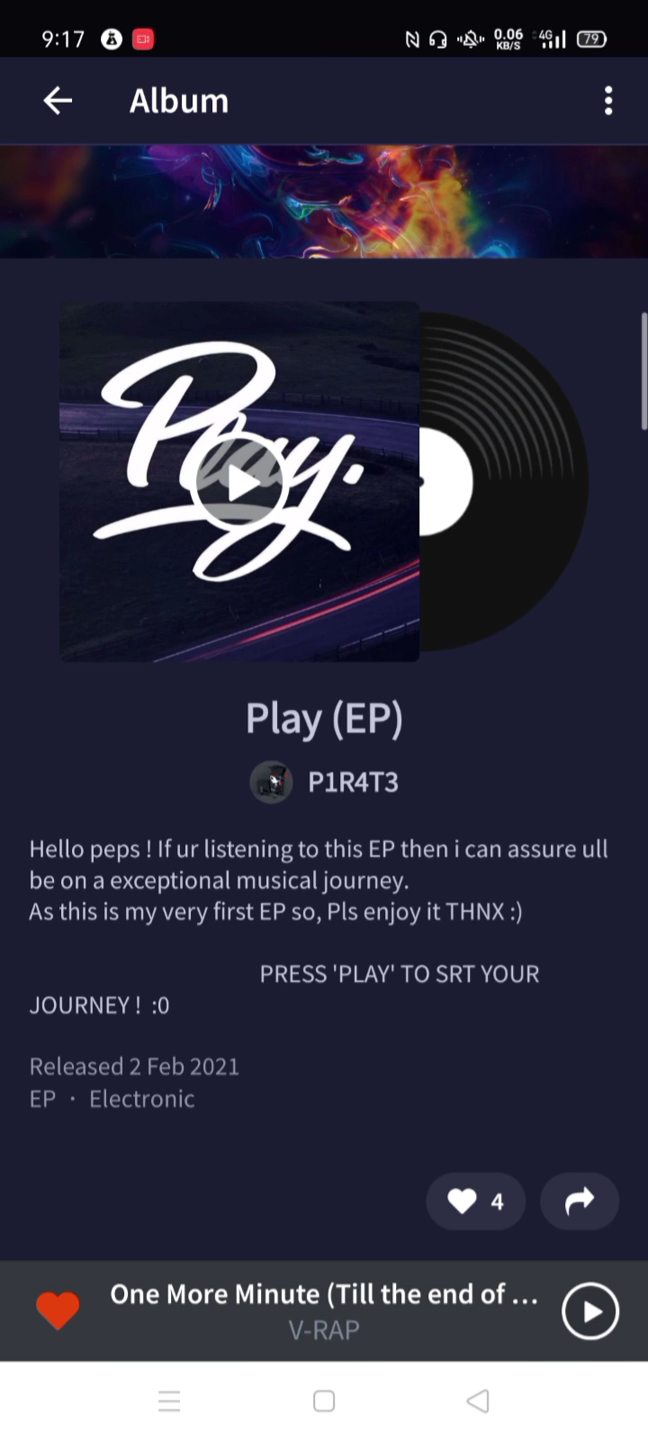 9:17
0.06
KB/S
4G
79
Album
Play.
Play (EP)
P1R4T3
Hello peps ! If ur listening to this EP then i can assure ull
be on a exceptional musical journey.
As this is my very first EP so, Pls enjoy it THNX :)
PRESS 'PLAY' TO SRT YOUR
JOURNEY !  :0
Released 2 Feb 2021
EP · Electronic
4
One More Minute (Till the end of ...
V-RAP